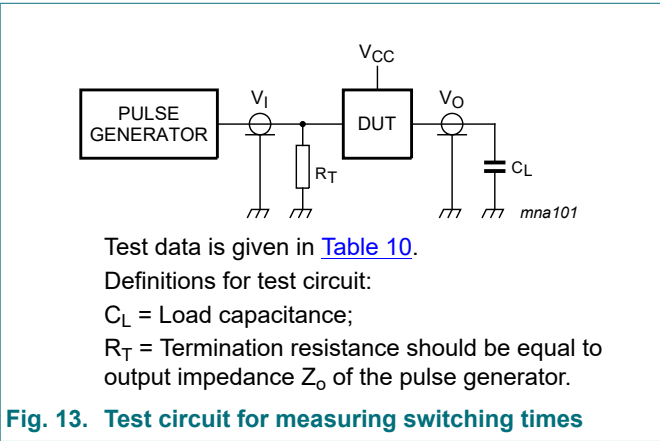 VCC
PULSE
GENERATOR
VI
DUT
VO
RT
CL
mna101
Test data is given in Table 10.
Definitions for test circuit:
CL = Load capacitance;
RT = Termination resistance should be equal to
output impedance Zo of the pulse generator.
Fig. 13. Test circuit for measuring switching times